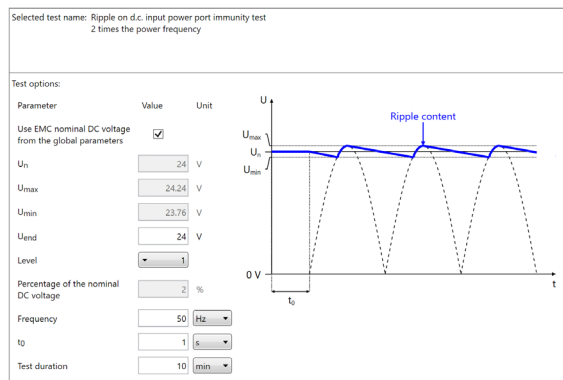 Selected test name: Ripple on d.c. input power port immunity test
2 times the power frequency
Test options:
Parameter Value Unit
Use EMC nominal DC voltage
from the global parameters
Un 24 V
Umax 24.24 V
Umin 23.76 V
Uend 24 V
Level 1
Percentage of the nominal
DC voltage 2 %
Frequency 50 Hz
t0 1 s
Test duration 10 min
U
Ripple content
Umax
Un
Umin
0 V
t
t0